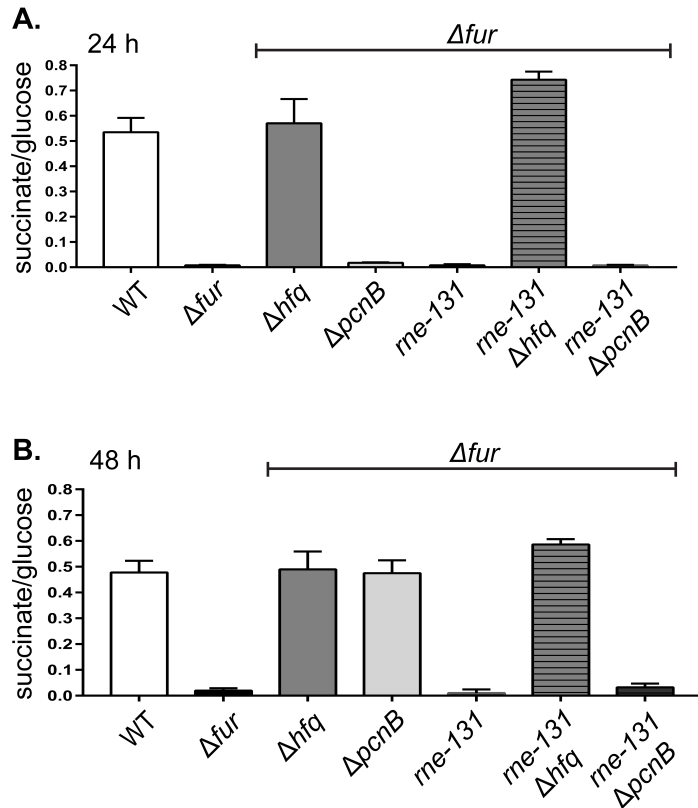 A.
24 h
Δfur
succinate/glucose
0.8
0.7
0.6
0.5
0.4
0.3
0.2
0.1
0.0
WT
Δfur
Δhfq
ΔpcnB
rne-131
rne-131
Δhfq
rne-131
ΔpcnB
B.
48 h
Δfur
succinate/glucose
0.8
0.7
0.6
0.5
0.4
0.3
0.2
0.1
0.0
WT
Δfur
Δhfq
ΔpcnB
rne-131
rne-131
Δhfq
rne-131
ΔpcnB